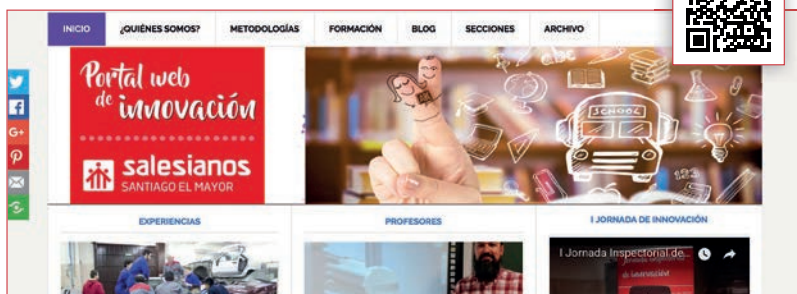 INICIO ¿QUIÉNES SOMOS? METODOLOGÍAS FORMACIÓN BLOG SECCIONES ARCHIVO
Portal web
de innovación
salesianos
SANTIAGO EL MAYOR
abc
SCHOOL
EXPERIENCIAS PROFESORES I JORNADA DE INNOVACIÓN
I Jornada Inspectorial de...